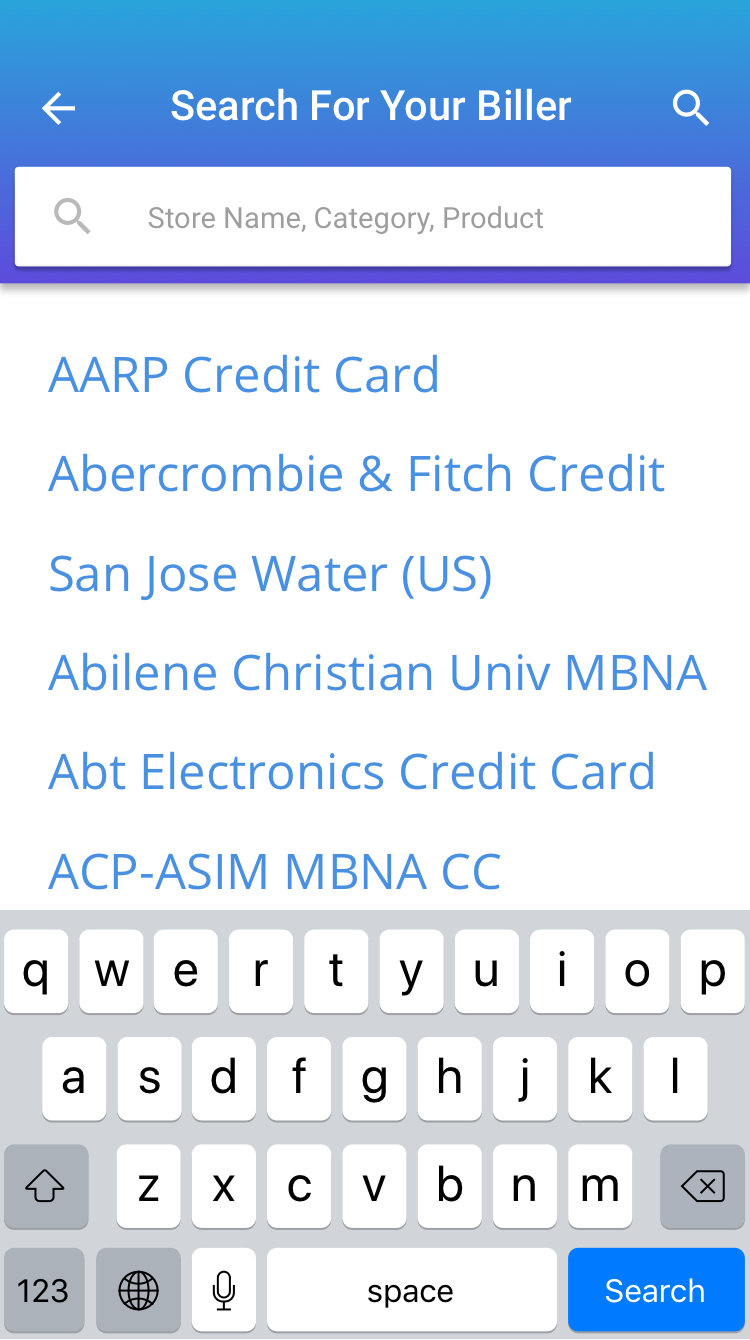 Search For Your Biller
Store Name, Category, Product
AARP Credit Card
Abercrombie & Fitch Credit
San Jose Water (US)
Abilene Christian Univ MBNA
Abt Electronics Credit Card
ACP-ASIM MBNA CC
q w e r t y u i o p
a s d f g h j k l
z x c v b n m
123 space Search